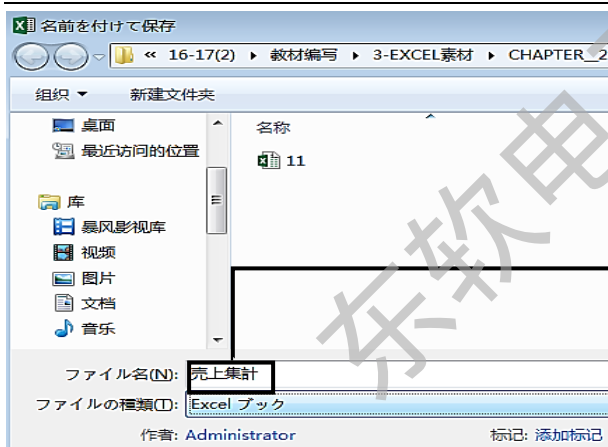 名前を付けて保存
« 16-17(2) ▸ 教材编写 ▸ 3-EXCEL素材 ▸ CHAPTER__2
组织 ▼ 新建文件夹
桌面
最近访问的位置
库
暴风影视库
视频
图片
文档
音乐
名称
11
ファイル名(N): 売上集計
ファイルの種類(T): Excel ブック
作者: Administrator 标记: 添加标记
东软电